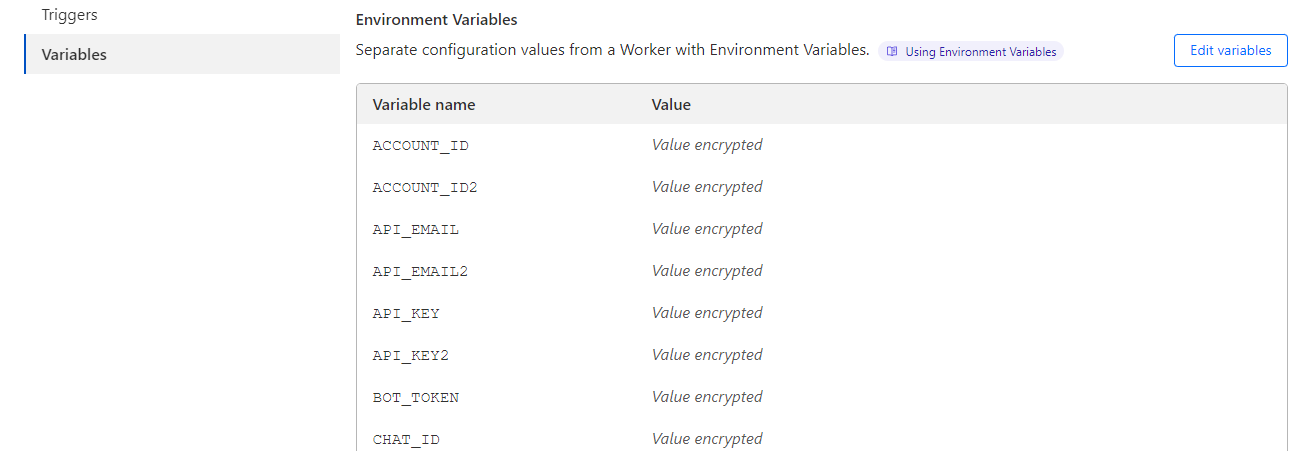 Triggers
Variables
Environment Variables
Separate configuration values from a Worker with Environment Variables. Using Environment Variables
Edit variables
Variable name Value
ACCOUNT_ID Value encrypted
ACCOUNT_ID2 Value encrypted
API_EMAIL Value encrypted
API_EMAIL2 Value encrypted
API_KEY Value encrypted
API_KEY2 Value encrypted
BOT_TOKEN Value encrypted
CHAT_ID Value encrypted